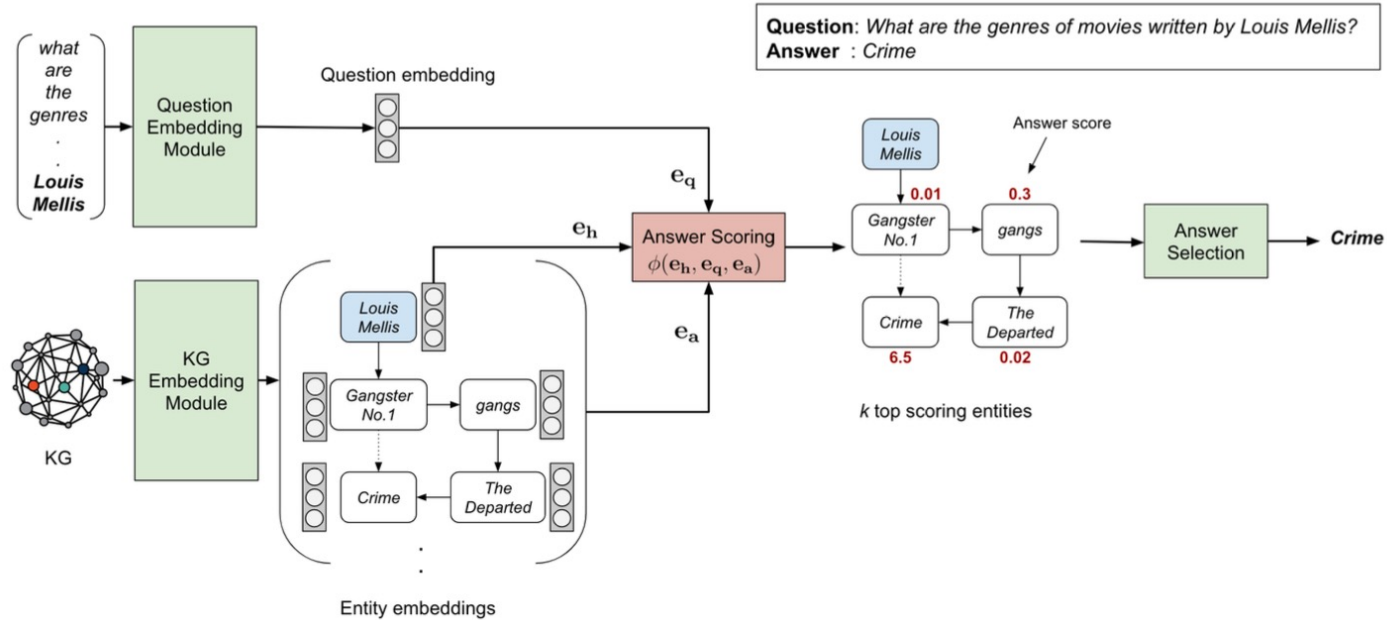 Question: What are the genres of movies written by Louis Mellis?
Answer : Crime
what
are
the
genres
.
.
Louis
Mellis
Question
Embedding
Module
Question embedding
e_q
e_h
Answer Scoring
ϕ(e_h, e_q, e_a)
e_a
KG
KG
Embedding
Module
Louis
Mellis
Gangster
No.1
gangs
Crime
The
Departed
.
.
Entity embeddings
Louis
Mellis
Answer score
0.01
0.3
Gangster
No.1
gangs
Crime
The
Departed
6.5
0.02
k top scoring entities
Answer
Selection
Crime